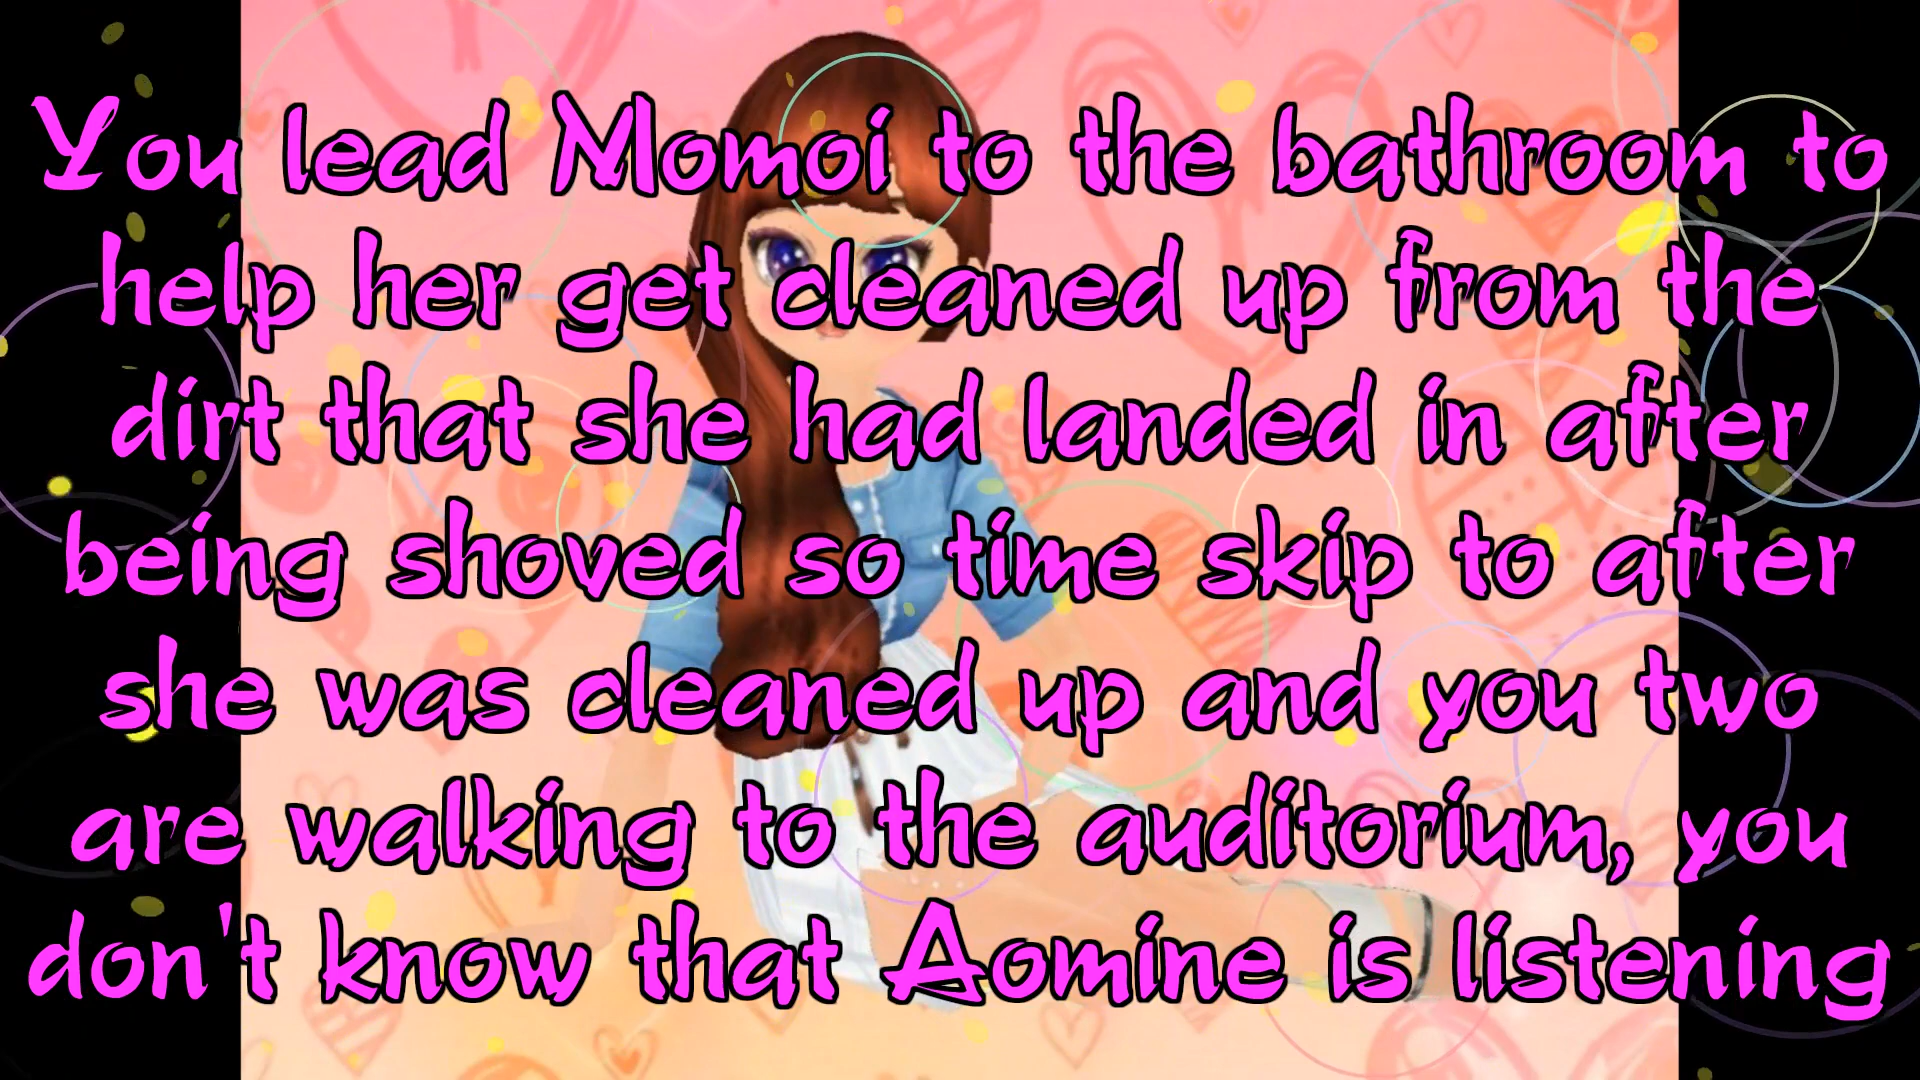 You lead Momoi to the bathroom to
help her get cleaned up from the
dirt that she had landed in after
being shoved so time skip to after
she was cleaned up and you two
are walking to the auditorium, you
don't know that Aomine is listening